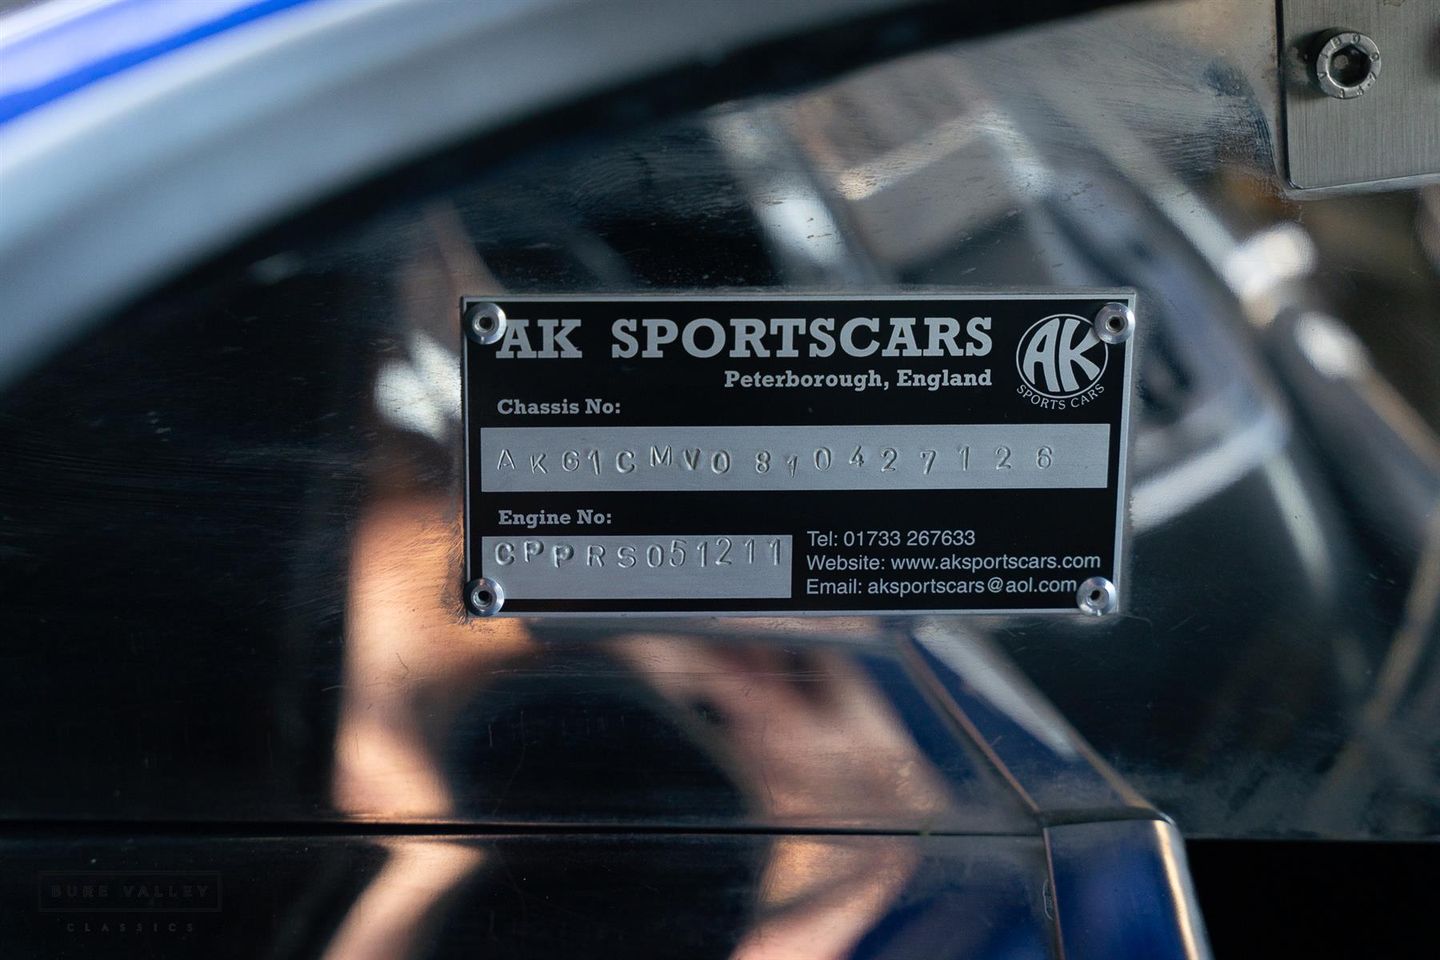 AK SPORTSCARS
Peterborough, England
AK
SPORTS CARS
Chassis No:
AKG1CMV0810427126
Engine No:
CPPRS051211
Tel: 01733 267633
Website: www.aksportscars.com
Email: aksportscars@aol.com
BURE VALLEY
CLASSICS